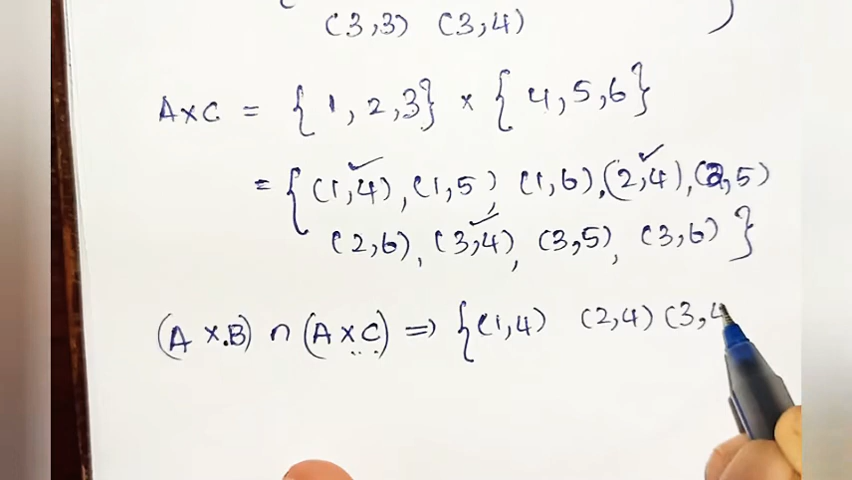 (3,3) (3,4)
A×C = { 1, 2, 3} × { 4, 5, 6}
= { (1,4), (1,5), (1,6), (2,4), (2,5)
(2,6), (3,4), (3,5), (3,6) }
(A × B) ∩ (A × C) ⇒ { (1,4) (2,4) (3,4